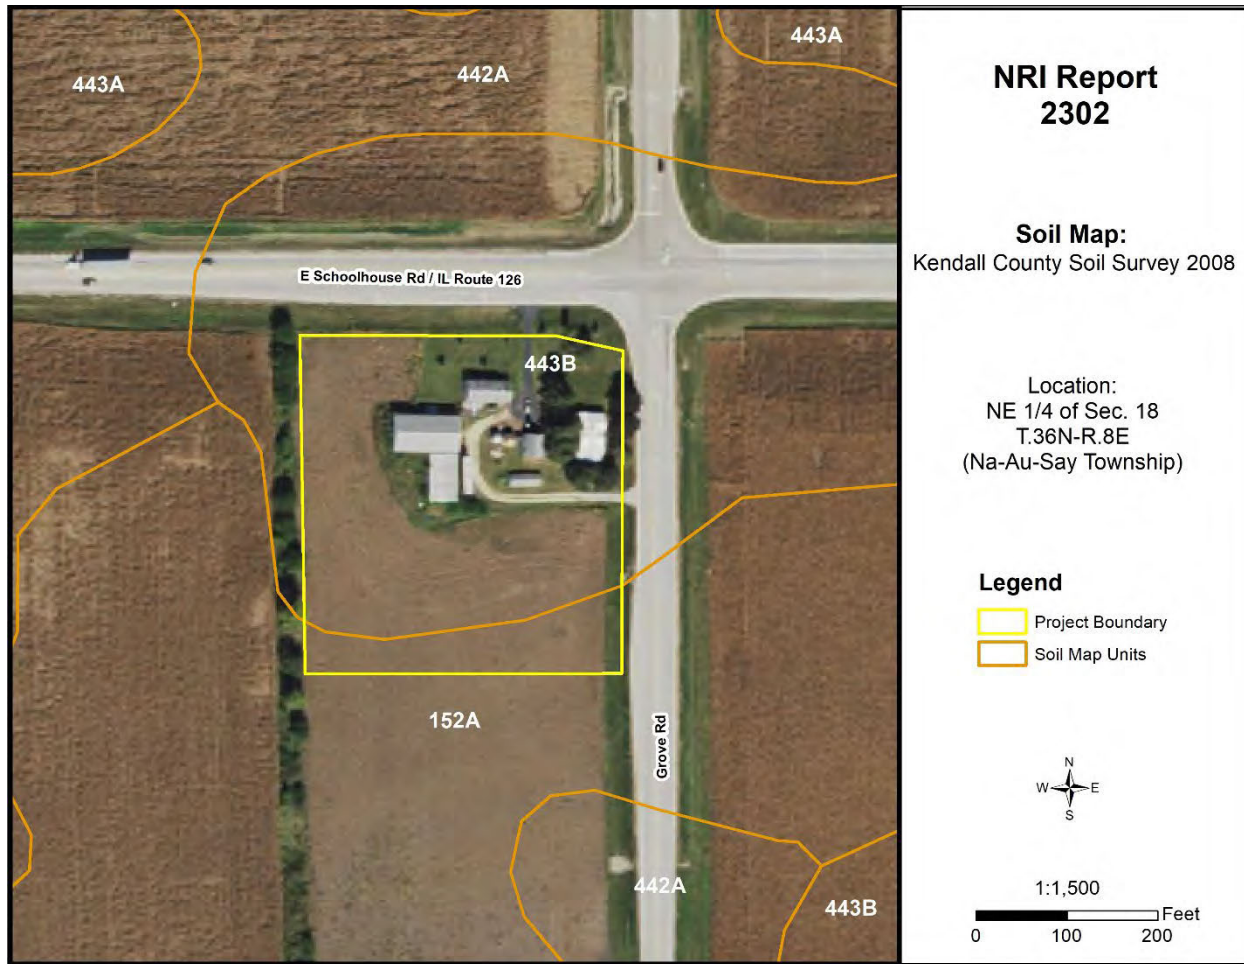 443A
442A
443A
E Schoolhouse Rd / IL Route 126
443B
152A
Grove Rd
442A
443B
NRI Report
2302
Soil Map:
Kendall County Soil Survey 2008
Location:
NE 1/4 of Sec. 18
T.36N-R.8E
(Na-Au-Say Township)
Legend
Project Boundary
Soil Map Units
N
W E
S
1:1,500
Feet
0 100 200